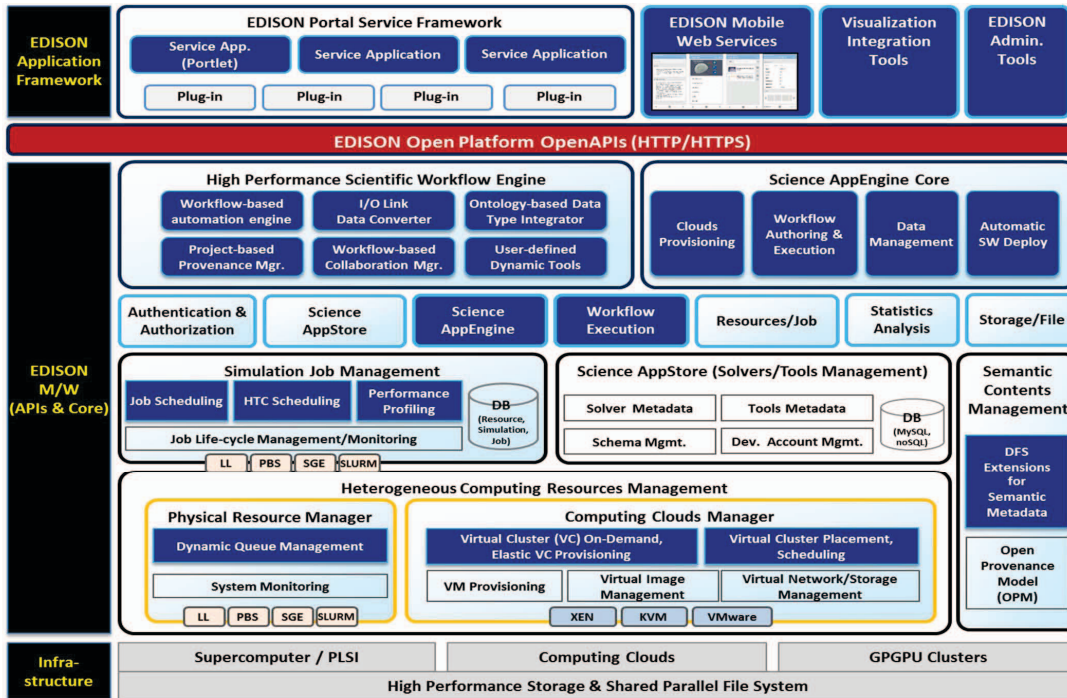 EDISON
Application
Framework
EDISON Portal Service Framework
Service App.
(Portlet)
Service Application
Service Application
Plug-in
Plug-in
Plug-in
Plug-in
EDISON Mobile
Web Services
Visualization
Integration
Tools
EDISON
Admin.
Tools
EDISON Open Platform OpenAPIs (HTTP/HTTPS)
EDISON
M/W
(APIs & Core)
High Performance Scientific Workflow Engine
Workflow-based
automation engine
I/O Link
Data Converter
Ontology-based Data
Type Integrator
Project-based
Provenance Mgr.
Workflow-based
Collaboration Mgr.
User-defined
Dynamic Tools
Science AppEngine Core
Clouds
Provisioning
Workflow
Authoring &
Execution
Data
Management
Automatic
SW Deploy
Authentication &
Authorization
Science
AppStore
Science
AppEngine
Workflow
Execution
Resources/Job
Statistics
Analysis
Storage/File
Simulation Job Management
Job Scheduling
HTC Scheduling
Performance
Profiling
Job Life-cycle Management/Monitoring
DB
(Resource,
Simulation,
Job)
LL
PBS
SGE
SLURM
Science AppStore (Solvers/Tools Management)
Solver Metadata
Tools Metadata
Schema Mgmt.
Dev. Account Mgmt.
DB
(MySQL,
noSQL)
Semantic
Contents
Management
DFS
Extensions
for
Semantic
Metadata
Open
Provenance
Model
(OPM)
Heterogeneous Computing Resources Management
Physical Resource Manager
Dynamic Queue Management
System Monitoring
LL
PBS
SGE
SLURM
Computing Clouds Manager
Virtual Cluster (VC) On-Demand,
Elastic VC Provisioning
Virtual Cluster Placement,
Scheduling
VM Provisioning
Virtual Image
Management
Virtual Network/Storage
Management
XEN
KVM
VMware
Infra-
structure
Supercomputer / PLSI
Computing Clouds
GPGPU Clusters
High Performance Storage & Shared Parallel File System